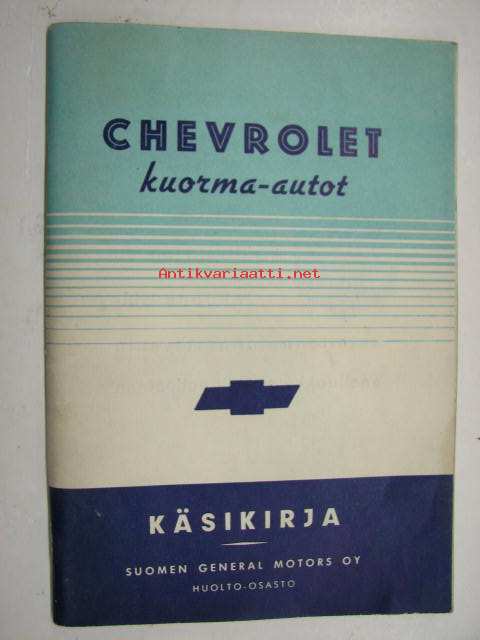 CHEVROLET
kuorma-autot
Antikvariaatti.net
KÄSIKIRJA
SUOMEN GENERAL MOTORS OY
HUOLTO-OSASTO